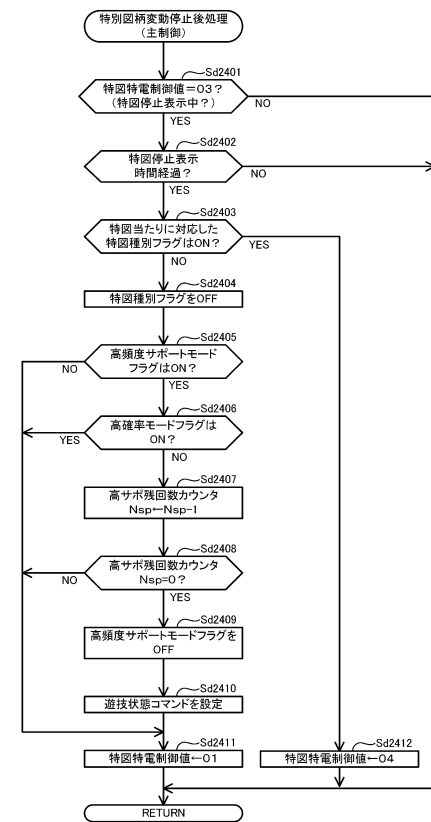 特別図柄変動停止後処理
(主制御)
Sd2401
特図特電制御値=03?
(特図停止表示中?)
NO
YES
Sd2402
特図停止表示
時間経過?
NO
YES
Sd2403
特図当たりに対応した
特図種別フラグはON?
YES
NO
Sd2404
特図種別フラグをOFF
Sd2405
高頻度サポートモード
フラグはON?
NO
YES
Sd2406
高確率モードフラグは
ON?
YES
NO
Sd2407
高サポ残回数カウンタ
Nsp←Nsp-1
Sd2408
高サポ残回数カウンタ
Nsp=0?
NO
YES
Sd2409
高頻度サポートモードフラグを
OFF
Sd2410
遊技状態コマンドを設定
Sd2411
特図特電制御値←01
Sd2412
特図特電制御値←04
RETURN